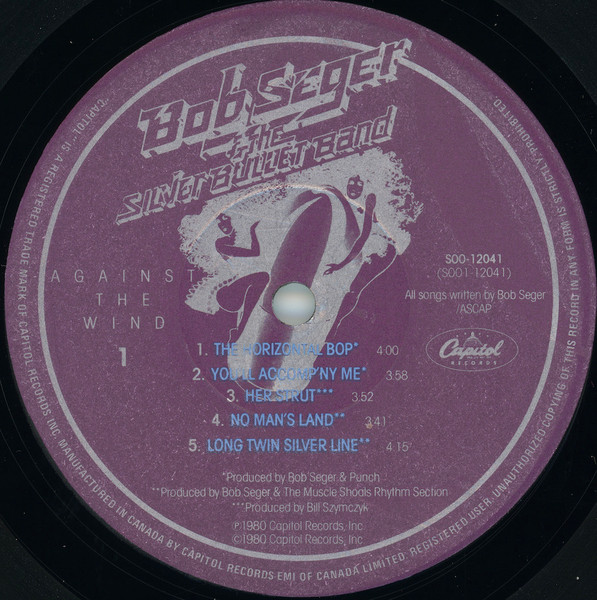 Bob Seger
& the
Silver Bullet Band
AGAINST
THE
WIND
1
SOO-12041
(SOO1-12041)
All songs written by Bob Seger
/ASCAP
Capitol
RECORDS
1. THE HORIZONTAL BOP* 4:00
2. YOU'LL ACCOMP'NY ME* 3:58
3. HER STRUT*** 3:52
4. NO MAN'S LAND** 3:41
5. LONG TWIN SILVER LINE** 4:15
*Produced by Bob Seger & Punch
**Produced by Bob Seger & The Muscle Shoals Rhythm Section
***Produced by Bill Szymczyk
℗1980 Capitol Records, Inc
©1980 Capitol Records, Inc
"CAPITOL" IS A REGISTERED TRADE MARK OF CAPITOL RECORDS INC. MANUFACTURED IN CANADA BY CAPITOL RECORDS-EMI OF CANADA LIMITED. REGISTERED USER. UNAUTHORIZED COPYING OF THIS RECORD IN ANY FORM IS STRICTLY PROHIBITED